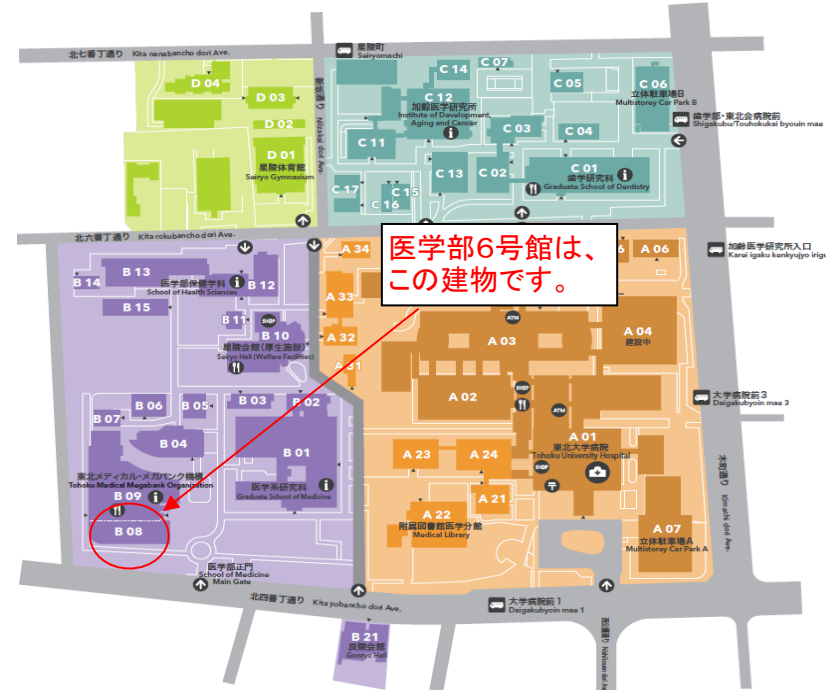 北七番丁通り Kita nanabancho dori Ave.
星陵町
Seiryomachi
D 04
D 03
D 02
D 01
星陵体育館
Seiryo Gymnasium
C 14
C 07
C 12
加齢医学研究所
Institute of Development,
Aging and Cancer
C 05
C 06
立体駐車場B
Multistorey Car Park B
歯学部・東北会病院前
Shigakubu/Touhokukai byouin mae
C 11
C 03
C 04
C 13
C 02
C 01
歯学研究科
Graduate School of Dentistry
C 17
C 15
C 16
北六番丁通り Kita rokubancho dori Ave.
医学部6号館は、
この建物です。
A 34
A 06
加齢医学研究所入口
Karei igaku kenkyujyo irigu
B 14
B 13
医学部保健学科
School of Health Sciences
B 12
B 15
B 11
SHOP
B 10
星陵会館(厚生施設)
Seiryo Hall (Welfare Facilities)
A 33
A 32
A 31
ATM
A 03
A 04
建設中
A 02
SHOP
ATM
大学病院前3
Daigakubyoin mae 3
B 06
B 05
B 03
B 02
B 07
B 04
B 01
医学系研究科
Graduate School of Medicine
東北メディカル・メガバンク機構
Tohoku Medical Megabank Organization
B 09
B 08
A 01
東北大学病院
Tohoku University Hospital
SHOP
A 23
A 24
A 21
A 22
附属図書館医学分館
Medical Library
A 07
立体駐車場A
Multistorey Car Park A
木町通り Kimachi dori Ave.
医学部正門
School of Medicine
Main Gate
北四番丁通り Kita yobancho dori Ave.
大学病院前1
Daigakubyoin mae 1
B 21
良陵会館
Gonryo Hall